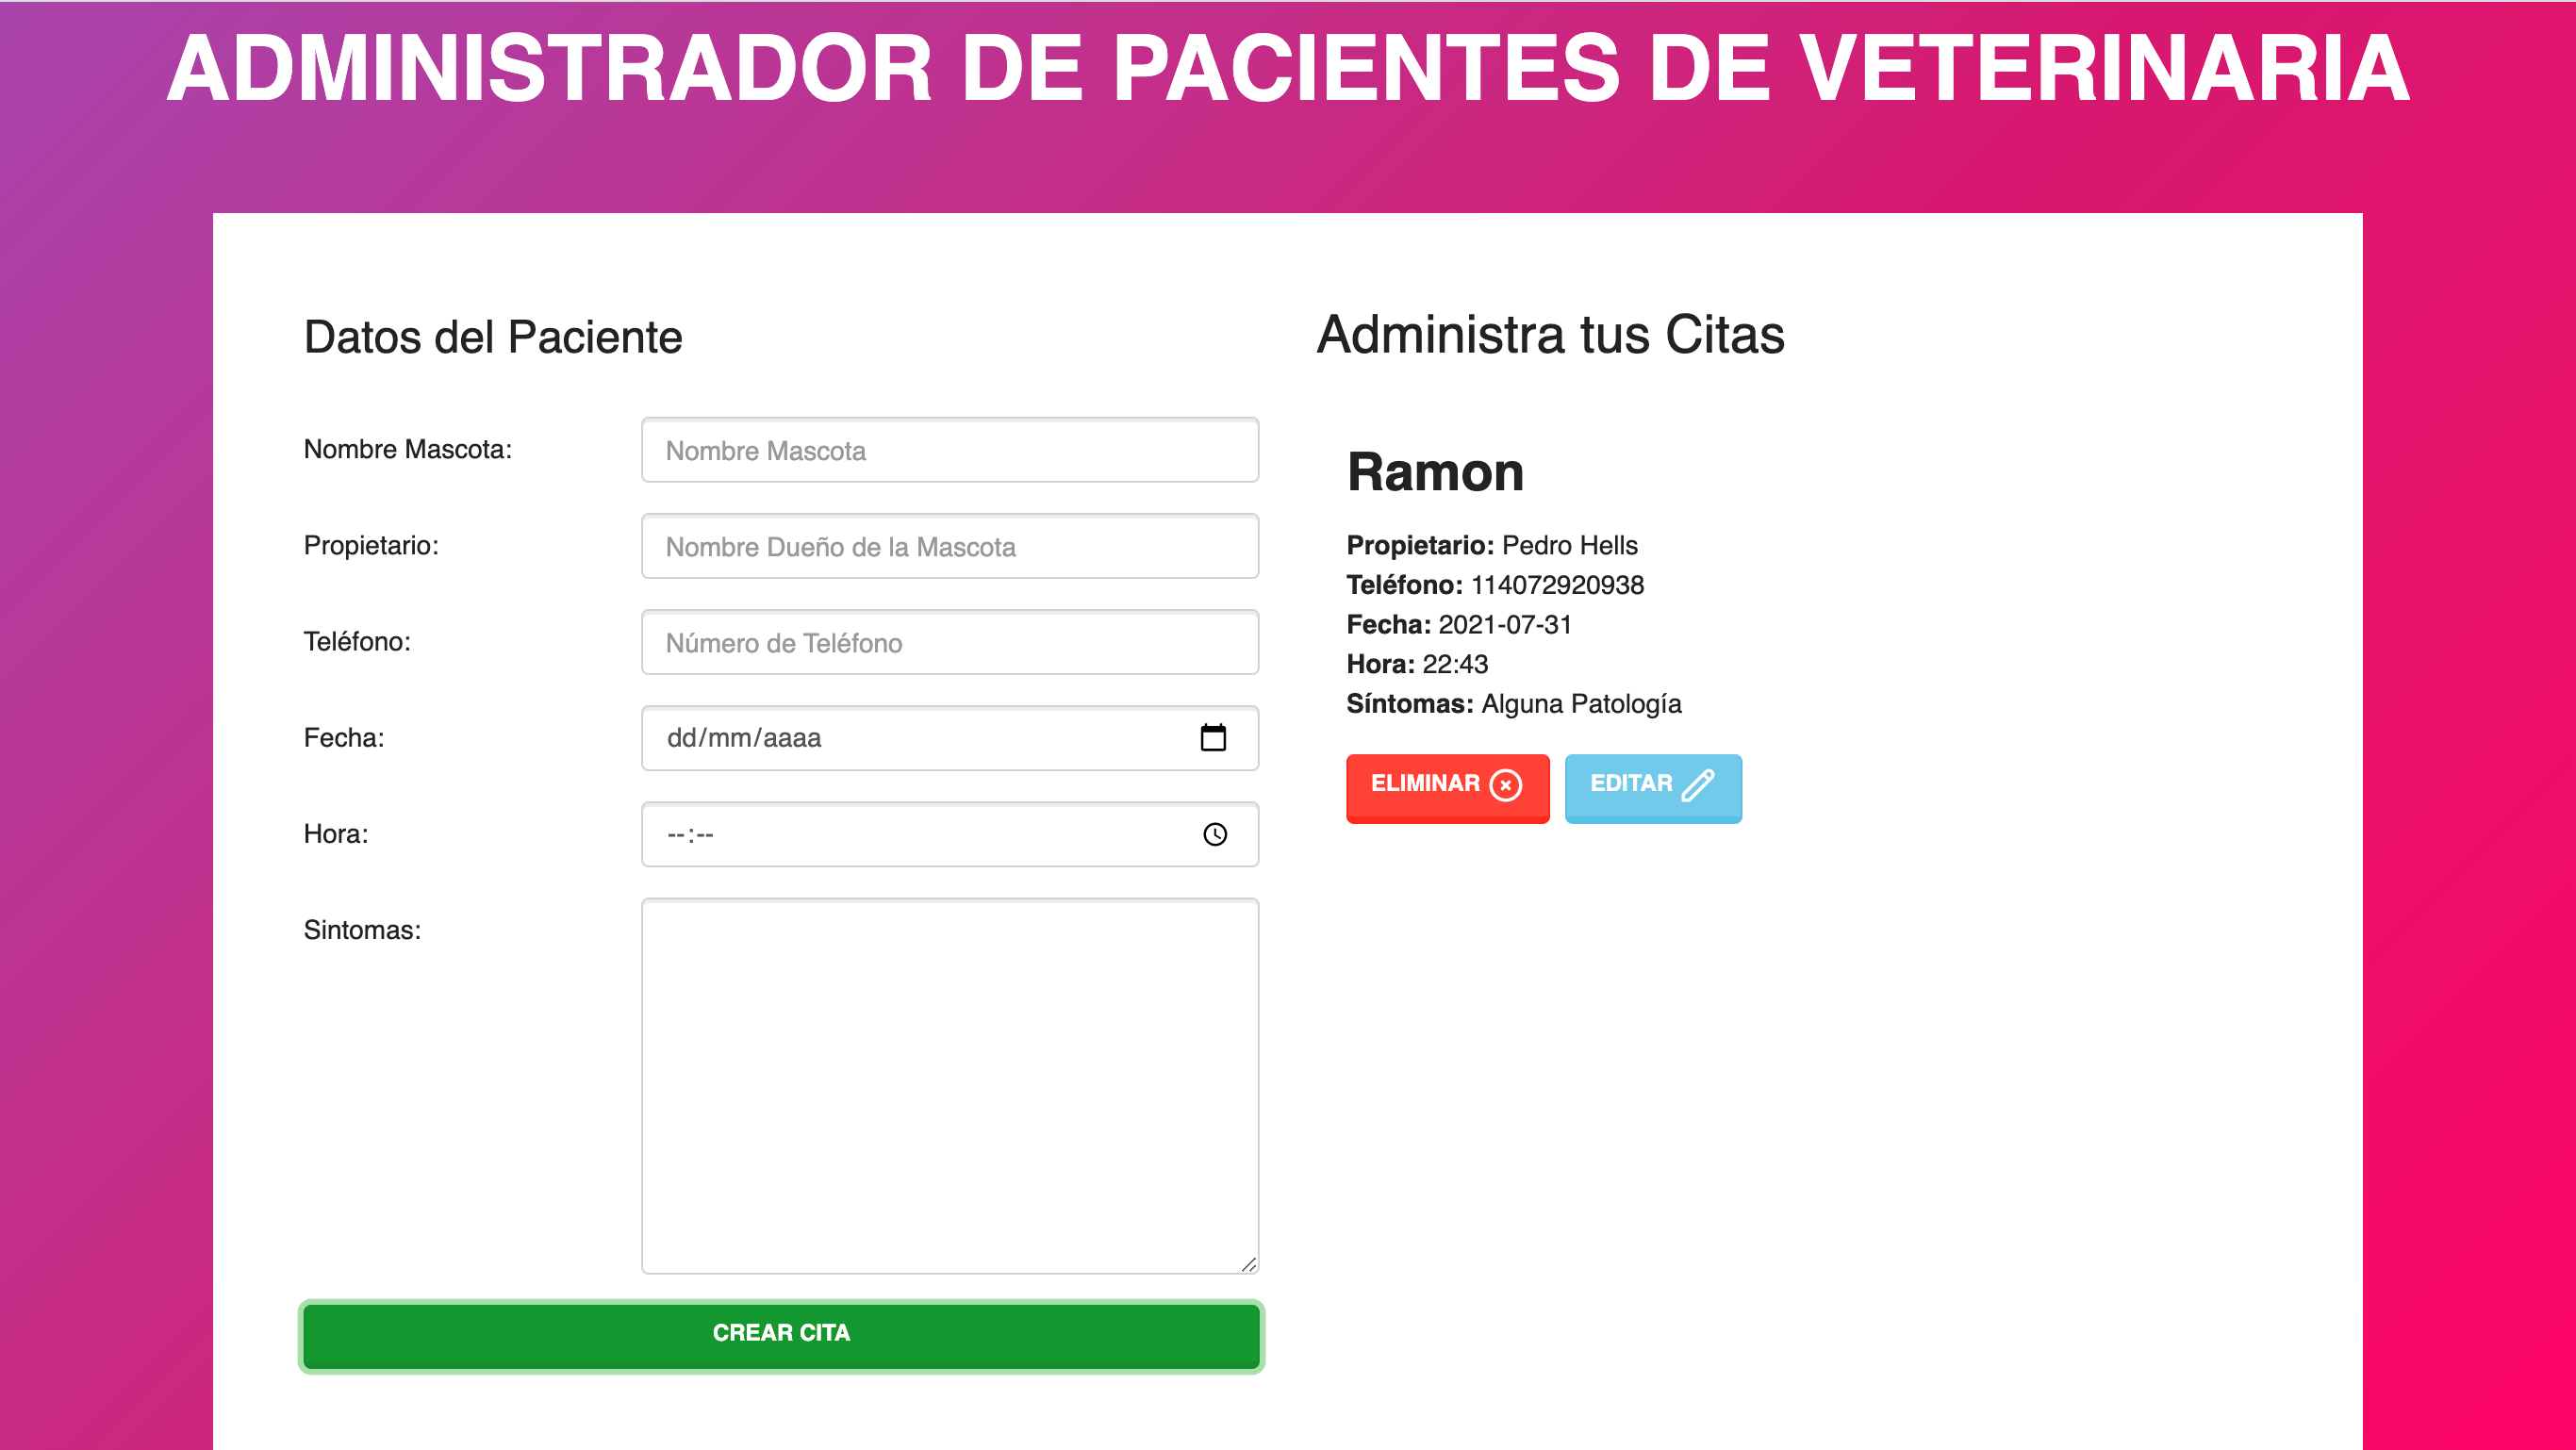 ADMINISTRADOR DE PACIENTES DE VETERINARIA
Datos del Paciente
Nombre Mascota:
Nombre Mascota
Propietario:
Nombre Dueño de la Mascota
Teléfono:
Número de Teléfono
Fecha:
dd/mm/aaaa
Hora:
--:--
Sintomas:
CREAR CITA
Administra tus Citas
Ramon
Propietario: Pedro Hells
Teléfono: 114072920938
Fecha: 2021-07-31
Hora: 22:43
Síntomas: Alguna Patología
ELIMINAR
EDITAR